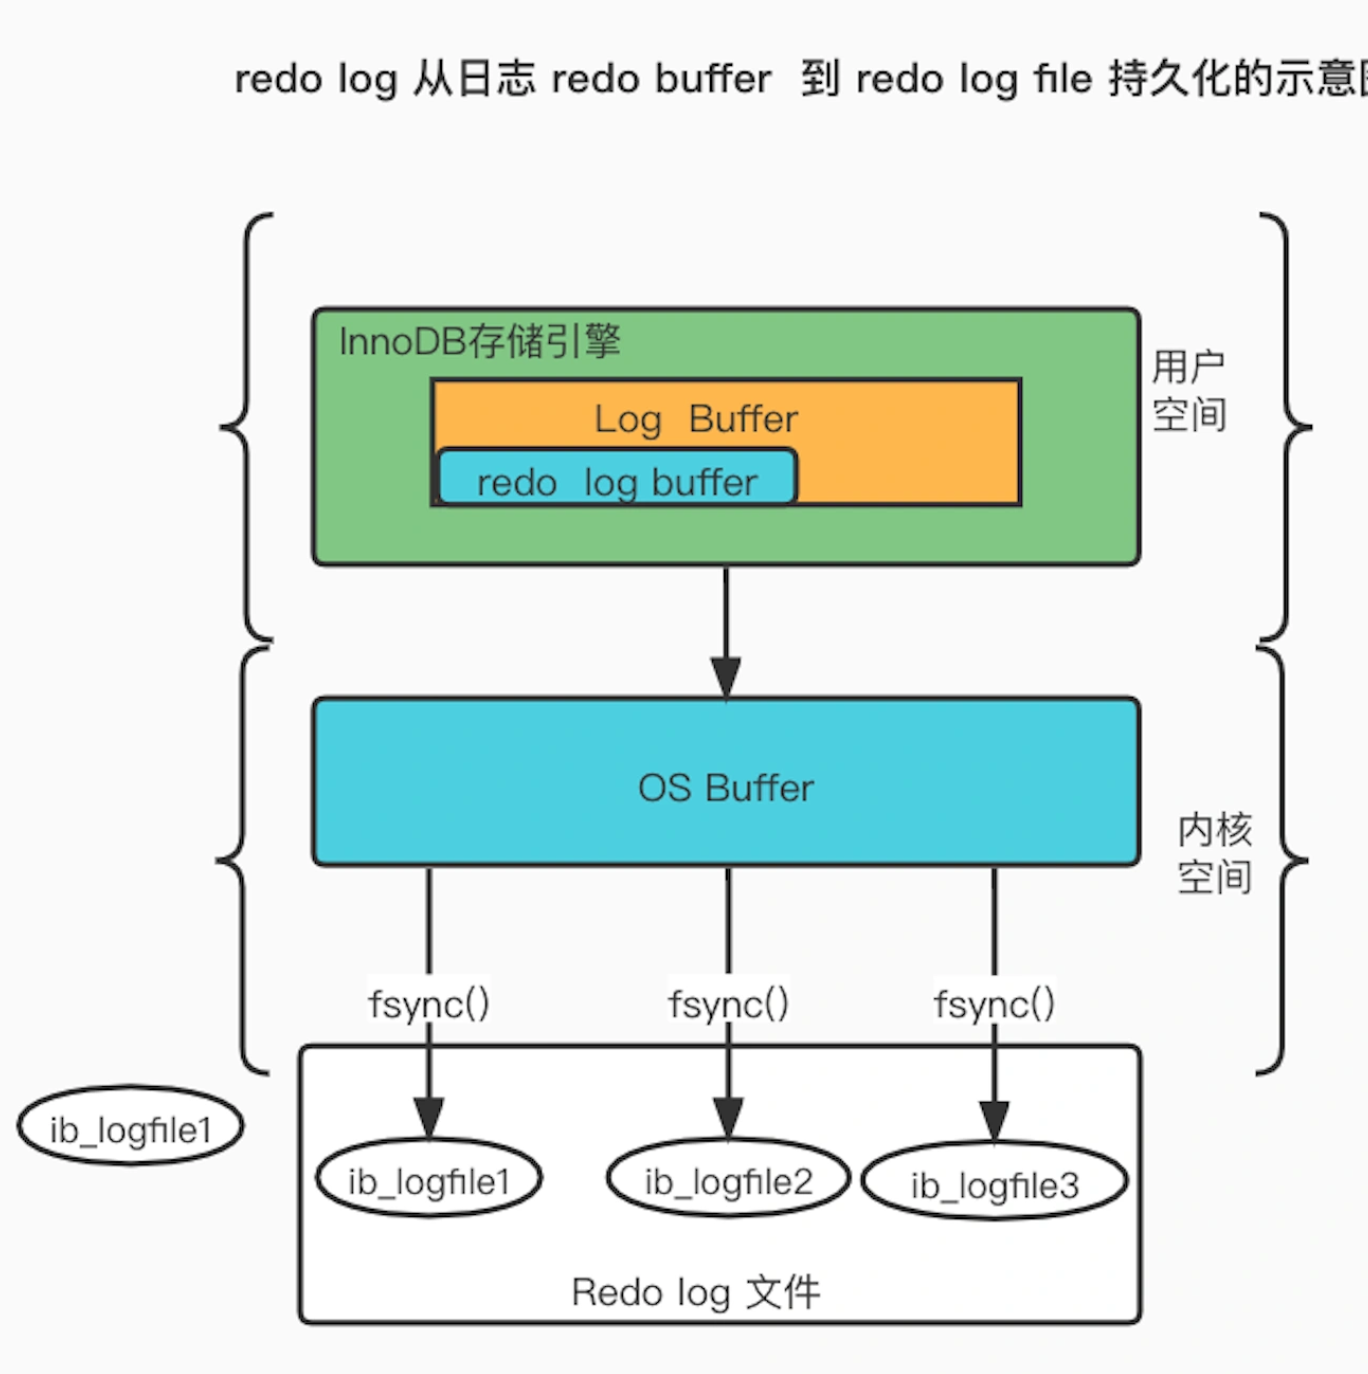 redo log 从日志 redo buffer 到 redo log file 持久化的示意
InnoDB存储引擎
用户
空间
Log Buffer
redo log buffer
OS Buffer
内核
空间
fsync() fsync() fsync()
ib_logfile1
ib_logfile1 ib_logfile2 ib_logfile3
Redo log 文件